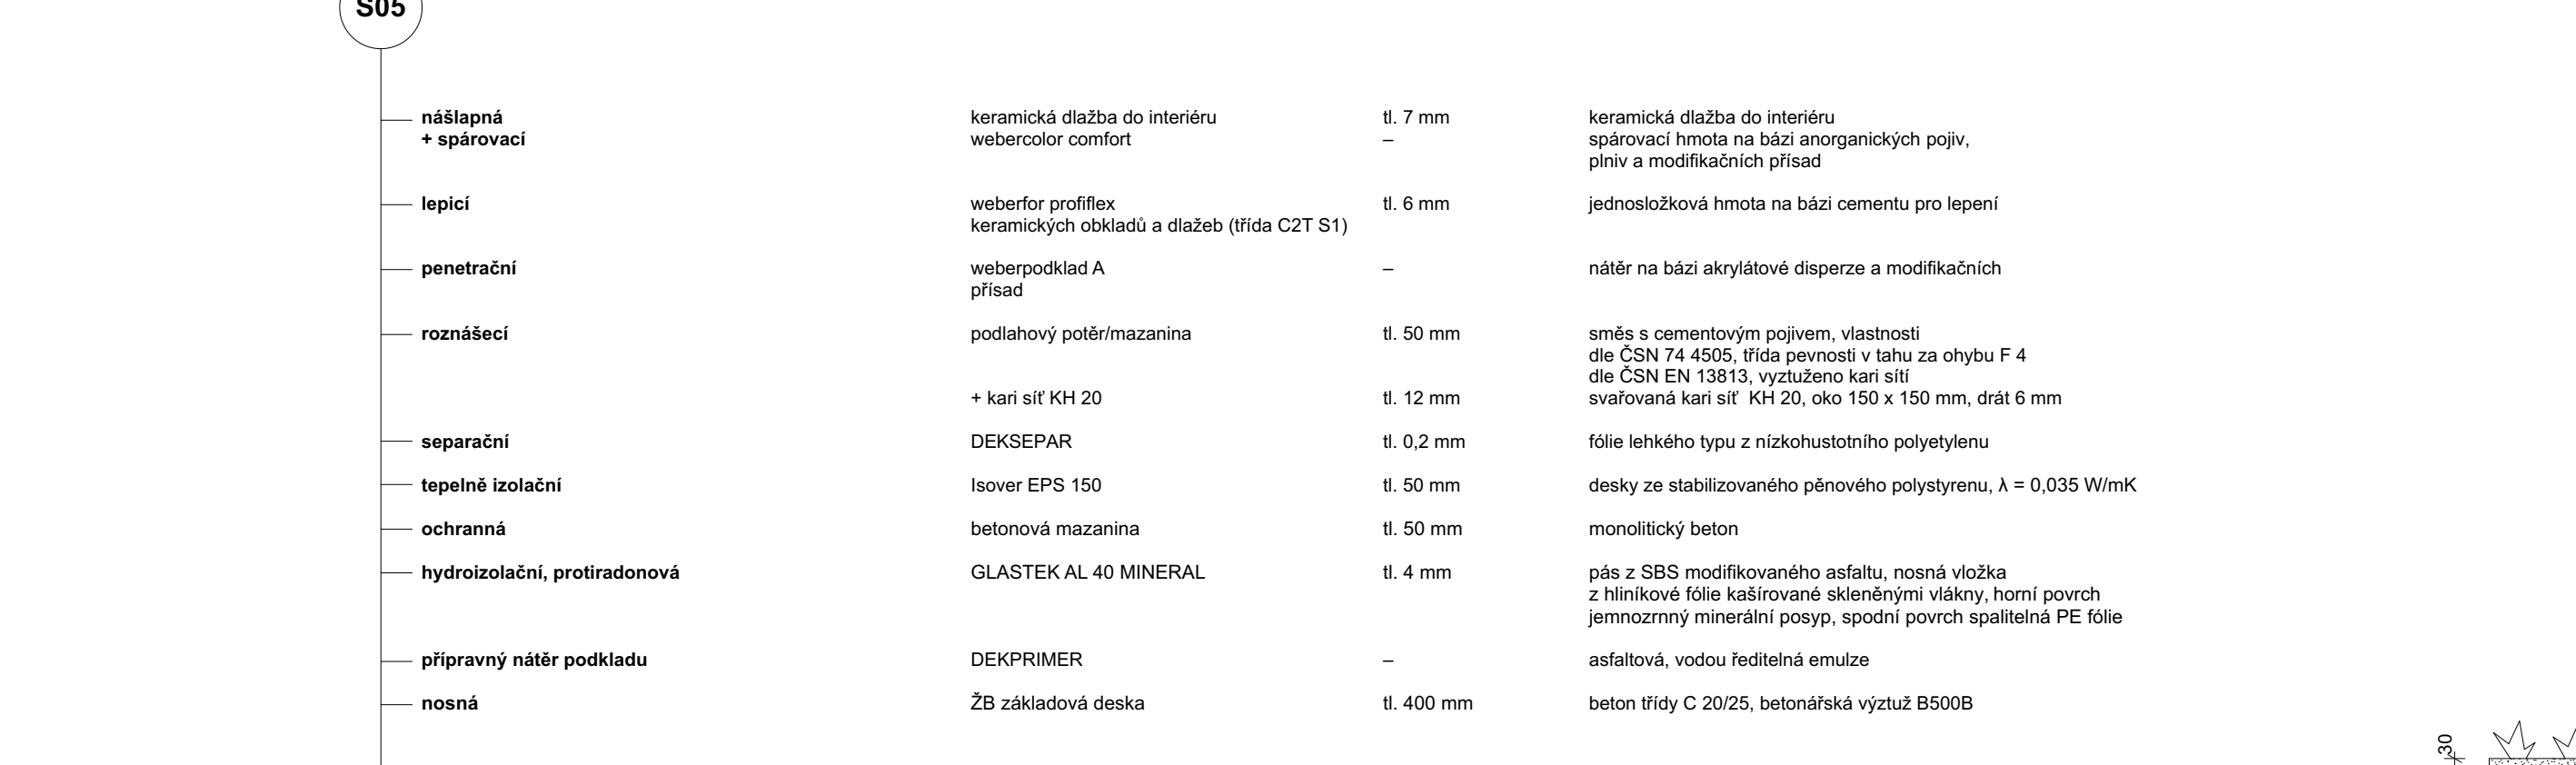 S05
nášlapná keramická dlažba do interiéru tl. 7 mm keramická dlažba do interiéru
+ spárovací webercolor comfort – spárovací hmota na bázi anorganických pojiv,
plniv a modifikačních přísad
lepicí weberfor profiflex tl. 6 mm jednosložková hmota na bázi cementu pro lepení
keramických obkladů a dlažeb (třída C2T S1)
penetrační weberpodklad A – nátěr na bázi akrylátové disperze a modifikačních
přísad
roznášecí podlahový potěr/mazanina tl. 50 mm směs s cementovým pojivem, vlastnosti
dle ČSN 74 4505, třída pevnosti v tahu za ohybu F 4
dle ČSN EN 13813, vyztuženo kari sítí
+ kari síť KH 20 tl. 12 mm svařovaná kari síť KH 20, oko 150 x 150 mm, drát 6 mm
separační DEKSEPAR tl. 0,2 mm fólie lehkého typu z nízkohustotního polyetylenu
tepelně izolační Isover EPS 150 tl. 50 mm desky ze stabilizovaného pěnového polystyrenu, λ = 0,035 W/mK
ochranná betonová mazanina tl. 50 mm monolitický beton
hydroizolační, protiradonová GLASTEK AL 40 MINERAL tl. 4 mm pás z SBS modifikovaného asfaltu, nosná vložka
z hliníkové fólie kašírované skleněnými vlákny, horní povrch
jemnozrnný minerální posyp, spodní povrch spalitelná PE fólie
přípravný nátěr podkladu DEKPRIMER – asfaltová, vodou ředitelná emulze
nosná ŽB základová deska tl. 400 mm beton třídy C 20/25, betonářská výztuž B500B
30